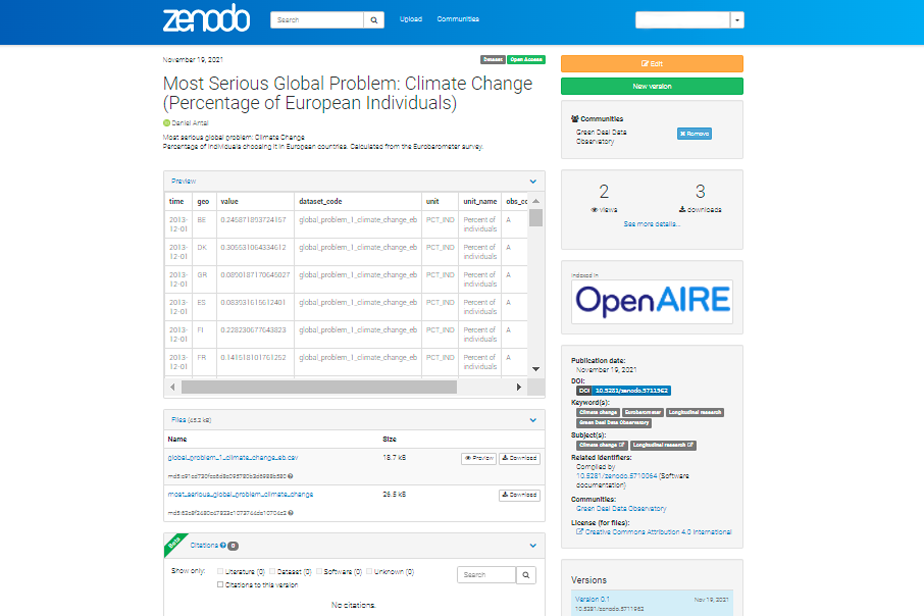 zenodo
Search
Upload
Communities
November 19, 2021
Dataset
Open Access
Most Serious Global Problem: Climate Change
(Percentage of European Individuals)
Daniel Antal
Most serious global problem: Climate Change
Percentage of individuals choosing it in European countries. Calculated from the Eurobarometer survey.
Preview
time geo value dataset_code unit unit_name obs_cc
2013-12-01 BE 0.245871893724157 global_problem_1_climate_change_eb PCT_IND Percent of individuals A
2013-12-01 DK 0.305531064334612 global_problem_1_climate_change_eb PCT_IND Percent of individuals A
2013-12-01 GR 0.0850187170645027 global_problem_1_climate_change_eb PCT_IND Percent of individuals A
2013-12-01 ES 0.083931615612481 global_problem_1_climate_change_eb PCT_IND Percent of individuals A
2013-12-01 FI 0.228230677643823 global_problem_1_climate_change_eb PCT_IND Percent of individuals A
2013-12-01 FR 0.141518101761252 global_problem_1_climate_change_eb PCT_IND Percent of individuals A
Files (45.2 kB)
Name Size
global_problem_1_climate_change_eb.csv 18.7 kB Preview Download
most_serious_global_problem_climate_change 26.5 kB Download
Beta
Citations 0
Show only: Literature (0) Dataset (0) Software (0) Unknown (0)
Citations to this version
Search
No citations.
Edit
New version
Communities
Green Deal Data
Observatory
Remove
2 3
views downloads
See more details...
Indexed in
OpenAIRE
Publication date:
November 19, 2021
DOI:
DOI 10.5281/zenodo.5711962
Keyword(s):
Climate change Eurobarometer Longitudinal research
Green Deal Data Observatory
Subject(s):
Climate change Longitudinal research
Related identifiers:
Compiled by
10.5281/zenodo.5710064 (Software
documentation)
Communities:
Green Deal Data Observatory
License (for files):
Creative Commons Attribution 4.0 International
Versions
Version 0.1 Nov 19, 2021
10.5281/zenodo.5711962